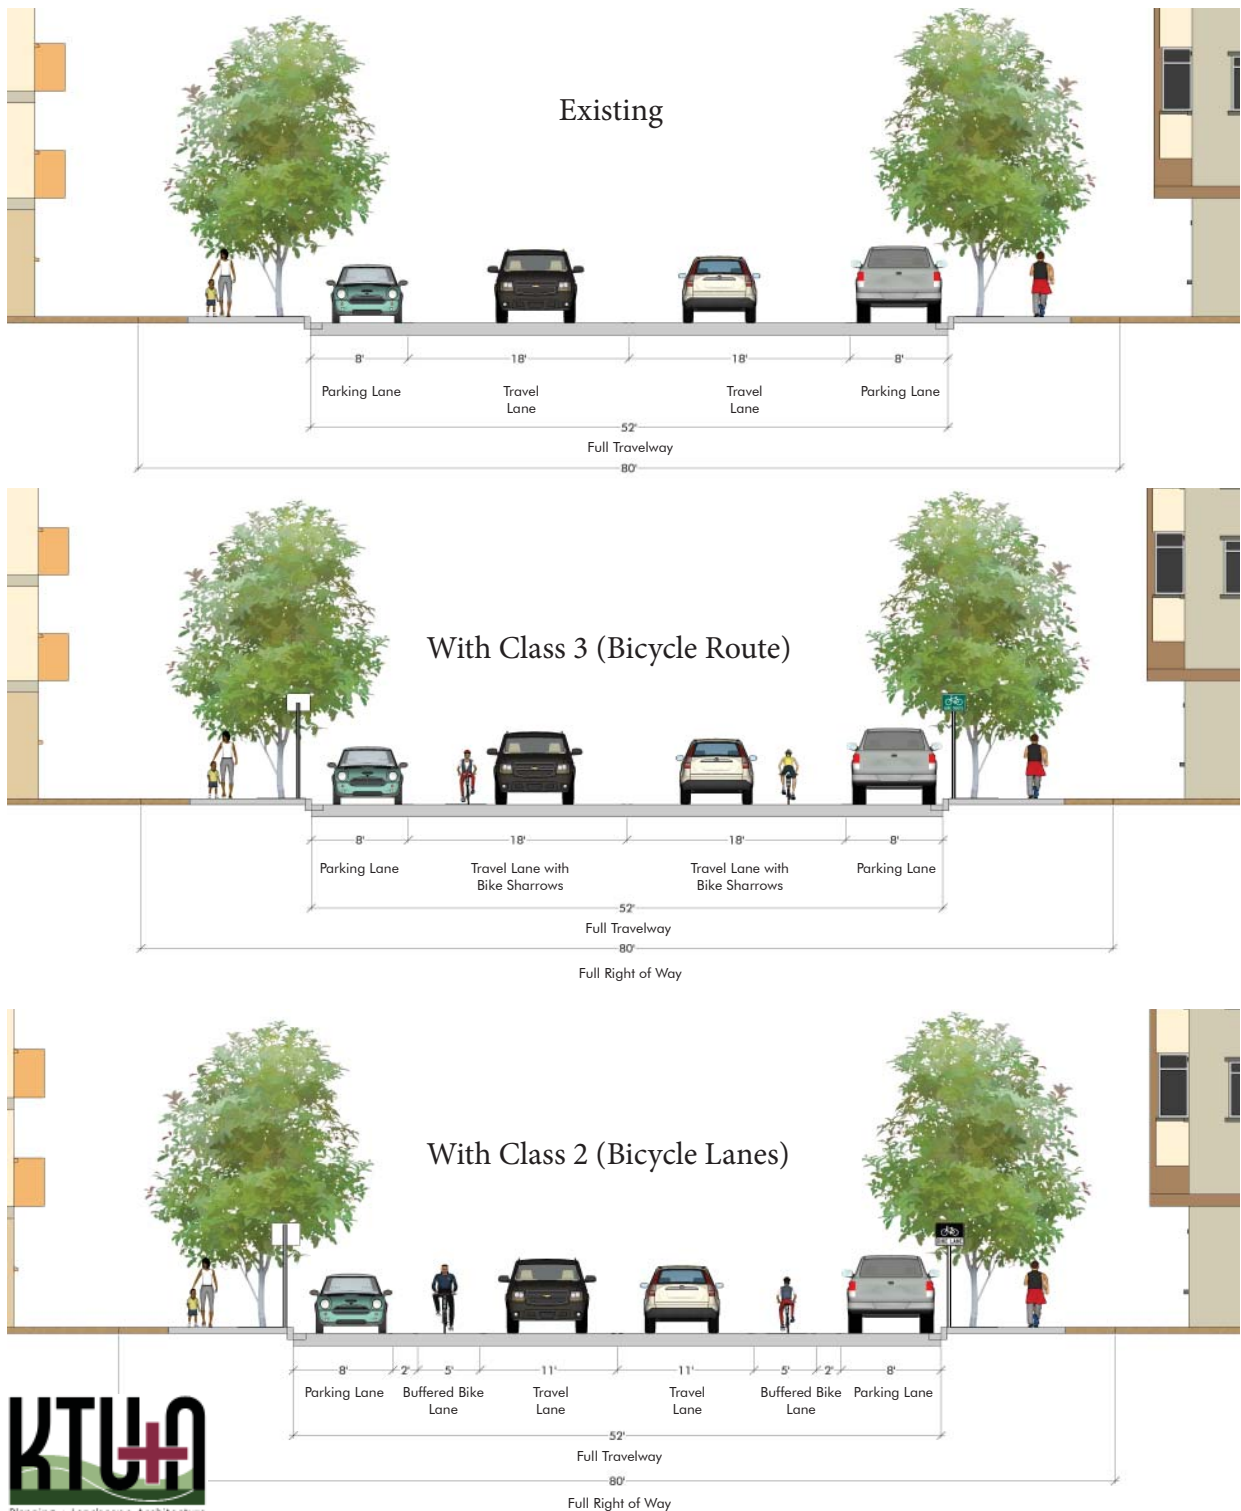 Existing
8' 18' 18' 8'
Parking Lane Travel Lane Travel Lane Parking Lane
52'
Full Travelway
80'
With Class 3 (Bicycle Route)
8' 18' 18' 8'
Parking Lane Travel Lane with Bike Sharrows Travel Lane with Bike Sharrows Parking Lane
52'
Full Travelway
80'
Full Right of Way
With Class 2 (Bicycle Lanes)
BIKE LANE
8' 2' 5' 11' 11' 5' 2' 8'
Parking Lane Buffered Bike Lane Travel Lane Travel Lane Buffered Bike Lane Parking Lane
52'
Full Travelway
80'
Full Right of Way
KTU+A